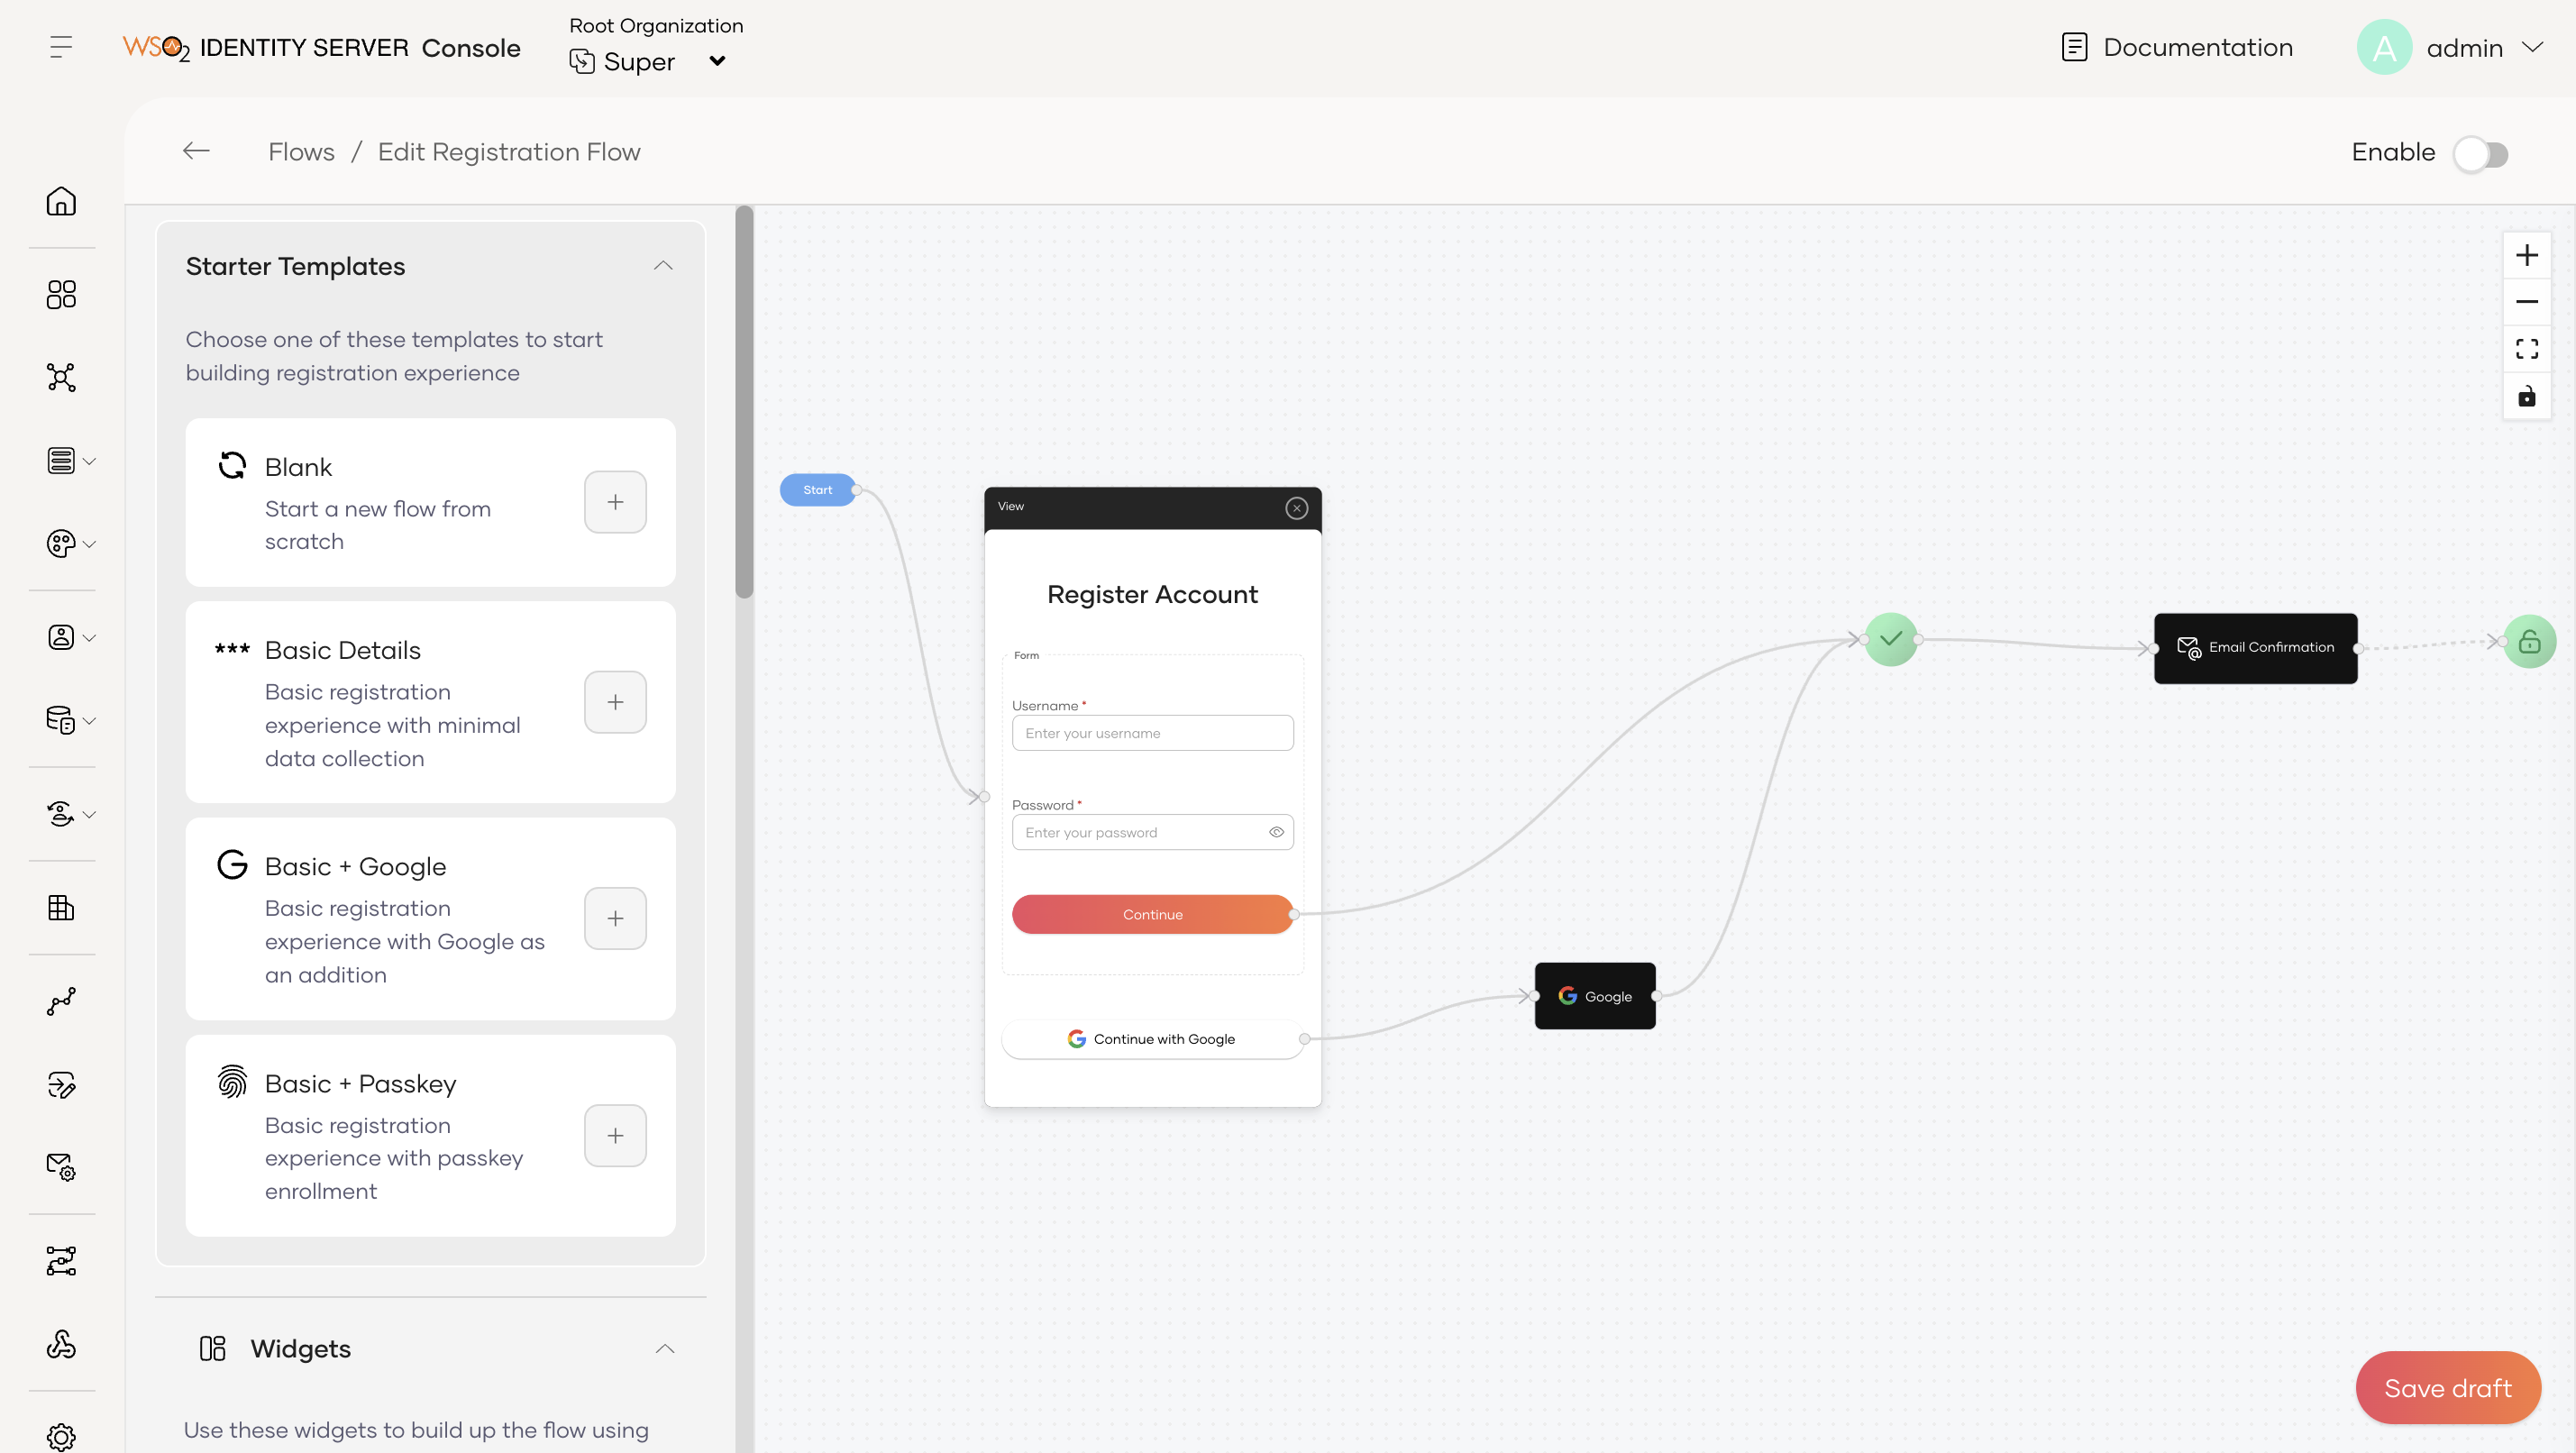 WSO2 IDENTITY SERVER Console
Root Organization
Super
Documentation
A
admin
Flows / Edit Registration Flow
Enable
Starter Templates
Choose one of these templates to start
building registration experience
Blank
Start a new flow from
scratch
Basic Details
Basic registration
experience with minimal
data collection
Basic + Google
Basic registration
experience with Google as
an addition
Basic + Passkey
Basic registration
experience with passkey
enrollment
Widgets
Use these widgets to build up the flow using
Start
View
Register Account
Form
Username *
Enter your username
Password *
Enter your password
Continue
Continue with Google
Google
Email Confirmation
Save draft